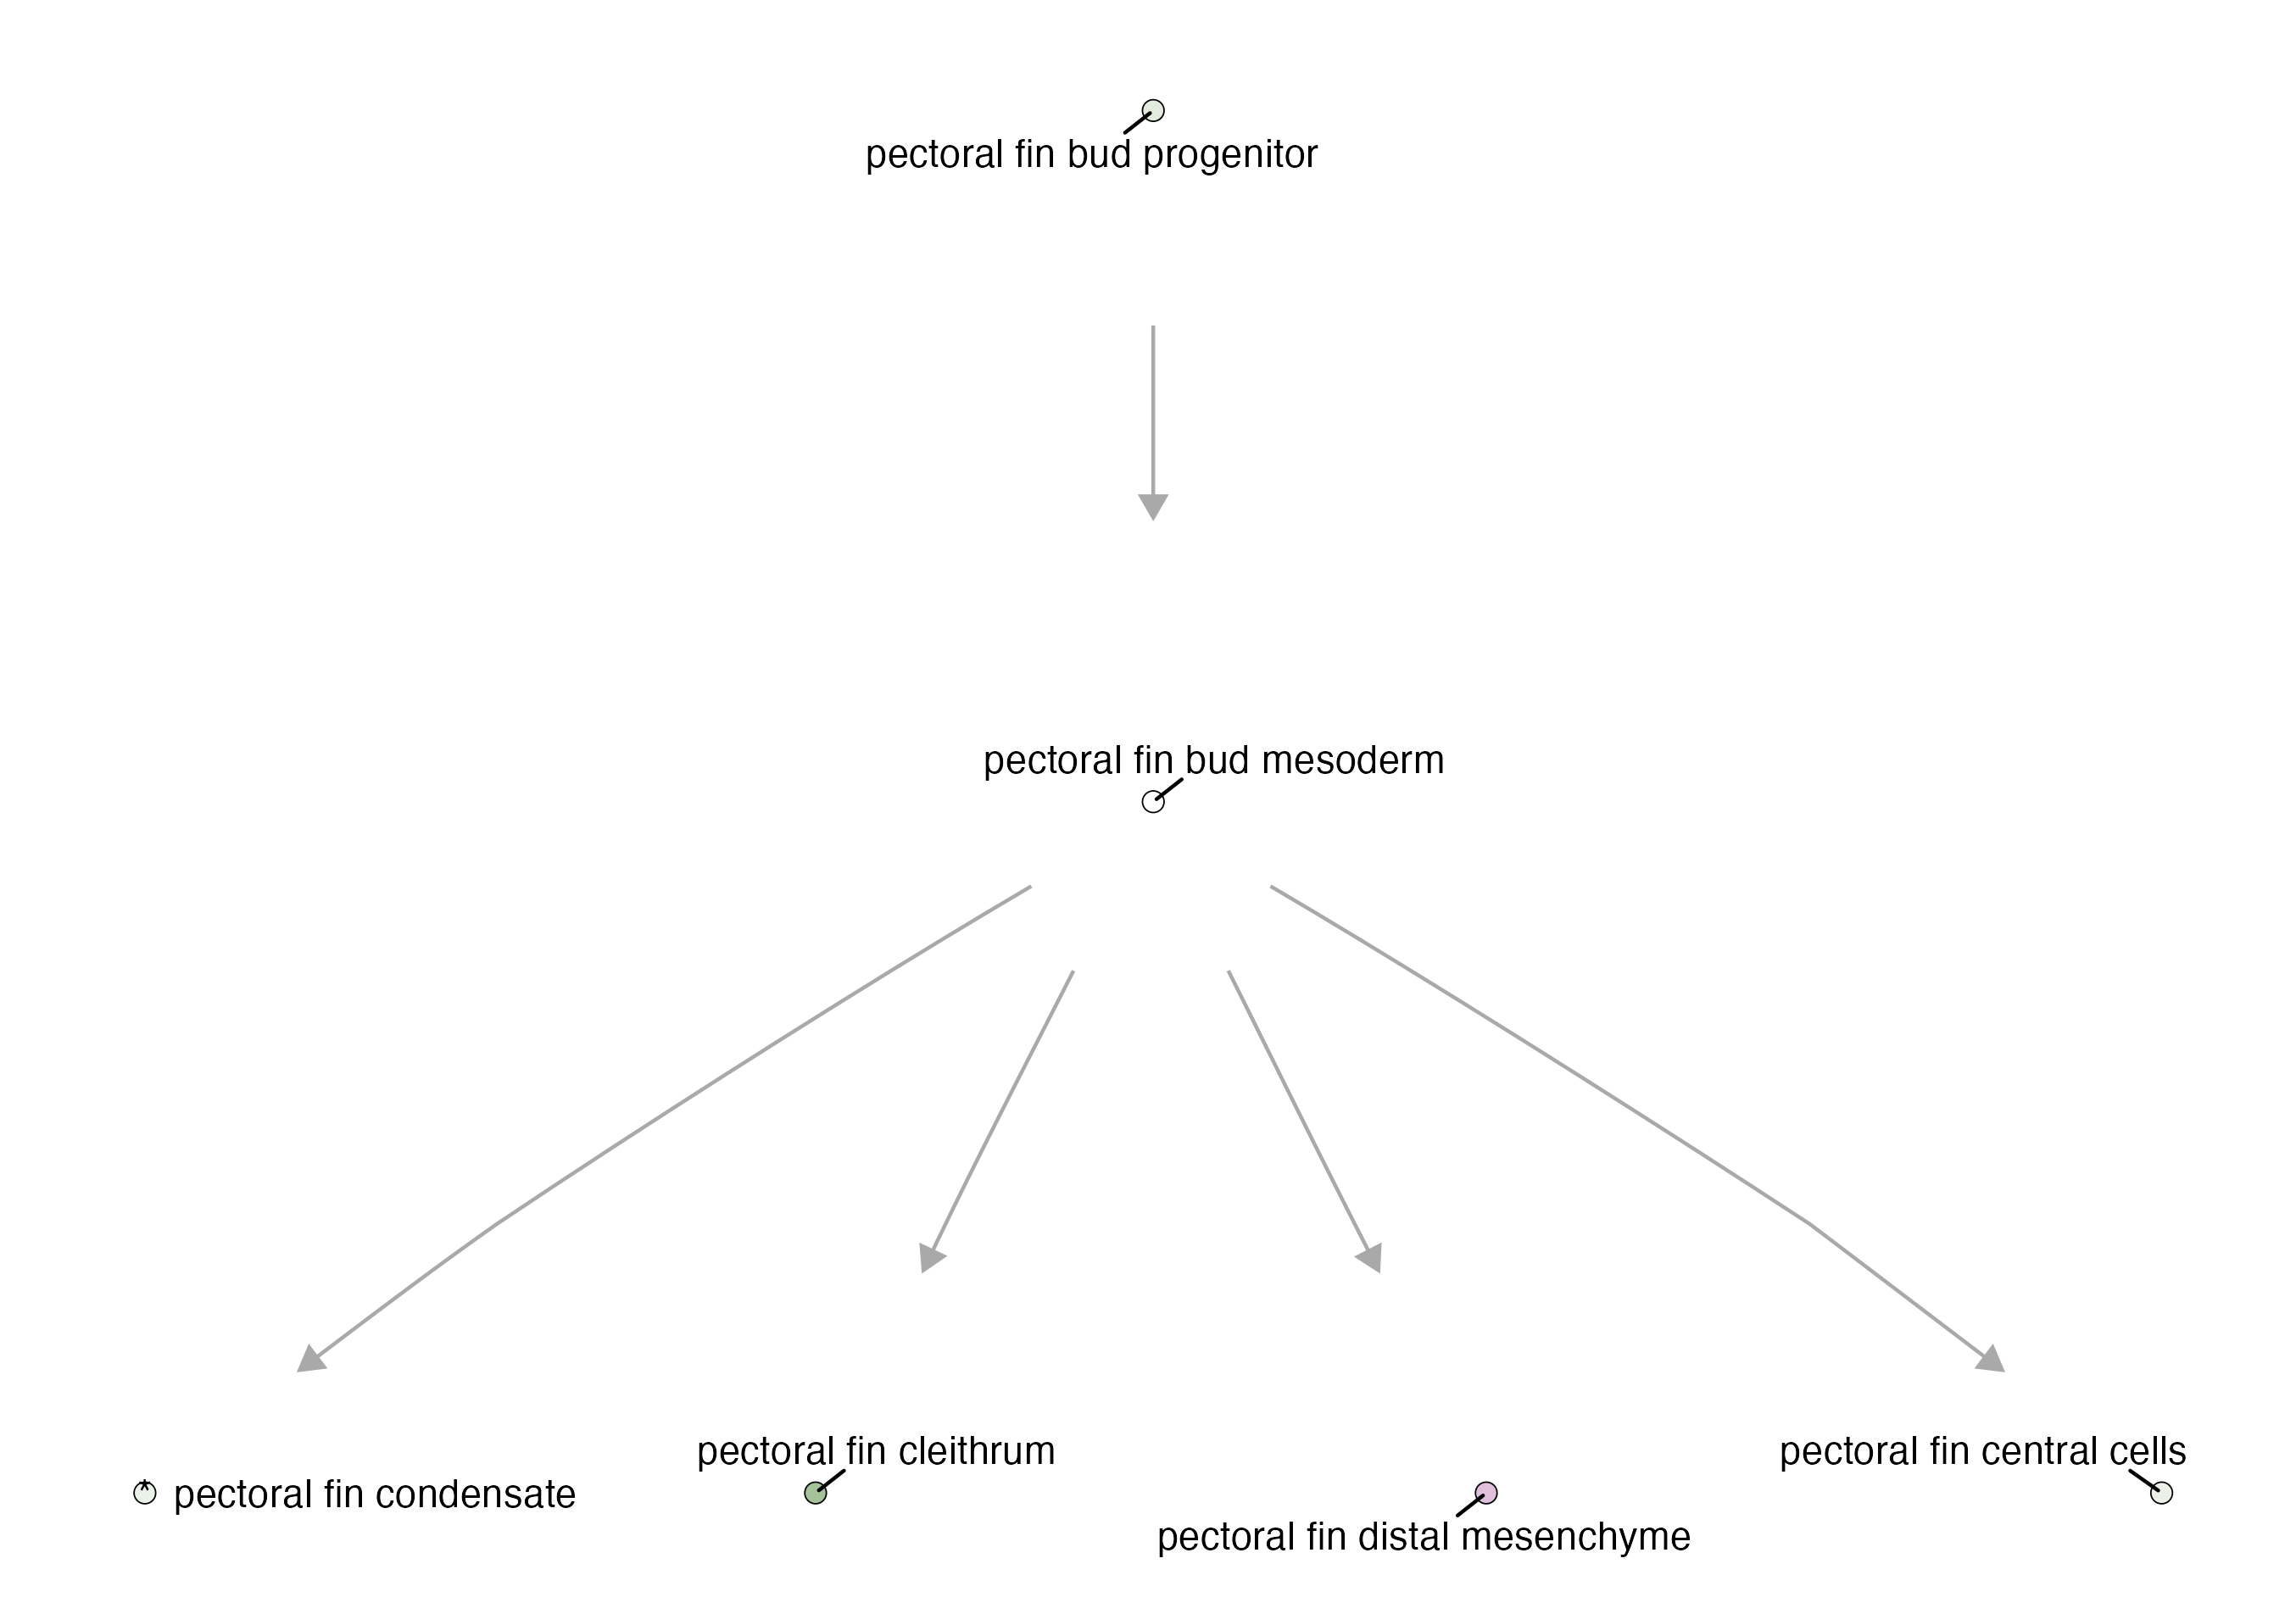 pectoral fin bud progenitor
pectoral fin bud mesoderm
pectoral fin cleithrum
pectoral fin central cells
* pectoral fin condensate
pectoral fin distal mesenchyme